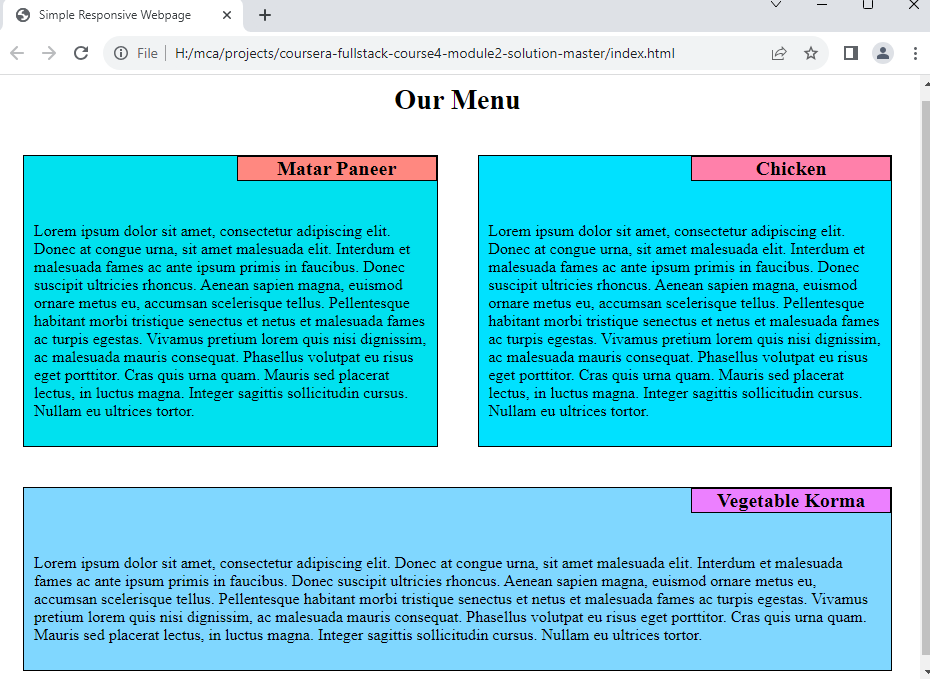 Simple Responsive Webpage
File
H:/mca/projects/coursera-fullstack-course4-module2-solution-master/index.html
Our Menu
Matar Paneer
Lorem ipsum dolor sit amet, consectetur adipiscing elit.
Donec at congue urna, sit amet malesuada elit. Interdum et
malesuada fames ac ante ipsum primis in faucibus. Donec
suscipit ultricies rhoncus. Aenean sapien magna, euismod
ornare metus eu, accumsan scelerisque tellus. Pellentesque
habitant morbi tristique senectus et netus et malesuada fames
ac turpis egestas. Vivamus pretium lorem quis nisi dignissim,
ac malesuada mauris consequat. Phasellus volutpat eu risus
eget porttitor. Cras quis urna quam. Mauris sed placerat
lectus, in luctus magna. Integer sagittis sollicitudin cursus.
Nullam eu ultrices tortor.
Chicken
Lorem ipsum dolor sit amet, consectetur adipiscing elit.
Donec at congue urna, sit amet malesuada elit. Interdum et
malesuada fames ac ante ipsum primis in faucibus. Donec
suscipit ultricies rhoncus. Aenean sapien magna, euismod
ornare metus eu, accumsan scelerisque tellus. Pellentesque
habitant morbi tristique senectus et netus et malesuada fames
ac turpis egestas. Vivamus pretium lorem quis nisi dignissim,
ac malesuada mauris consequat. Phasellus volutpat eu risus
eget porttitor. Cras quis urna quam. Mauris sed placerat
lectus, in luctus magna. Integer sagittis sollicitudin cursus.
Nullam eu ultrices tortor.
Vegetable Korma
Lorem ipsum dolor sit amet, consectetur adipiscing elit. Donec at congue urna, sit amet malesuada elit. Interdum et malesuada
fames ac ante ipsum primis in faucibus. Donec suscipit ultricies rhoncus. Aenean sapien magna, euismod ornare metus eu,
accumsan scelerisque tellus. Pellentesque habitant morbi tristique senectus et netus et malesuada fames ac turpis egestas. Vivamus
pretium lorem quis nisi dignissim, ac malesuada mauris consequat. Phasellus volutpat eu risus eget porttitor. Cras quis urna quam.
Mauris sed placerat lectus, in luctus magna. Integer sagittis sollicitudin cursus. Nullam eu ultrices tortor.